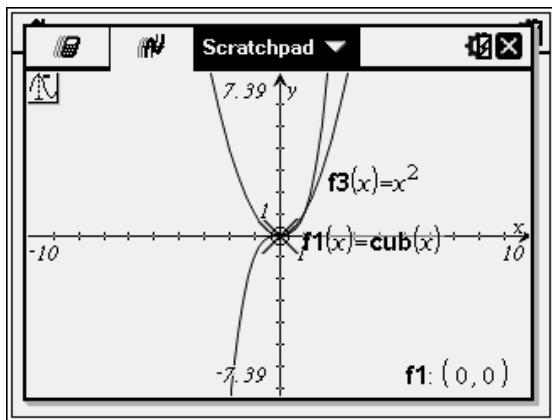 Scratchpad
7.39 y
f3(x)=x²
1
f1(x)=cub(x)
x
-10
1
10
-7.39
f1: (0,0)